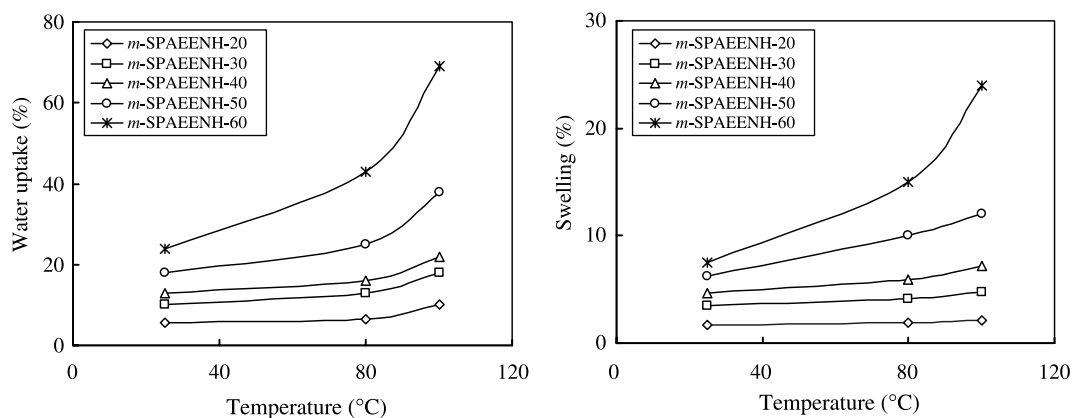 80
60
40
20
0
Water uptake (%)
m-SPAEENH-20
m-SPAEENH-30
m-SPAEENH-40
m-SPAEENH-50
m-SPAEENH-60
0 40 80 120
Temperature (°C)
30
20
10
0
Swelling (%)
m-SPAEENH-20
m-SPAEENH-30
m-SPAEENH-40
m-SPAEENH-50
m-SPAEENH-60
0 40 80 120
Temperature (°C)